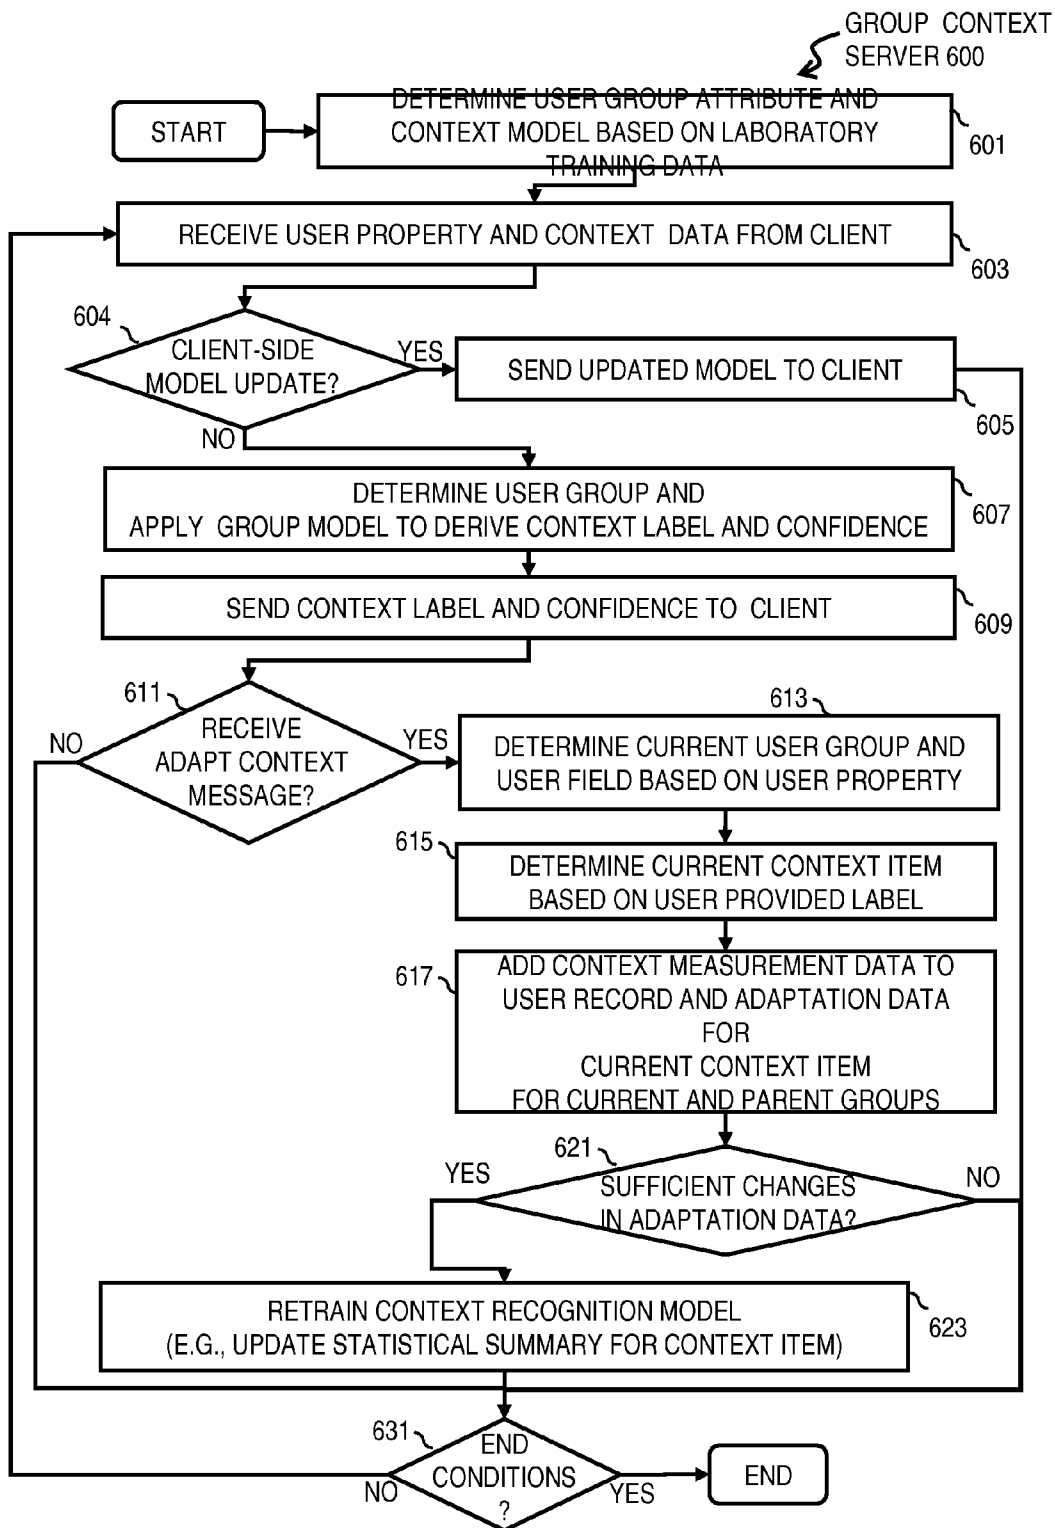 GROUP CONTEXT
SERVER 600
START
DETERMINE USER GROUP ATTRIBUTE AND
CONTEXT MODEL BASED ON LABORATORY
TRAINING DATA
601
RECEIVE USER PROPERTY AND CONTEXT DATA FROM CLIENT
603
604
CLIENT-SIDE
MODEL UPDATE?
YES
SEND UPDATED MODEL TO CLIENT
605
NO
DETERMINE USER GROUP AND
APPLY GROUP MODEL TO DERIVE CONTEXT LABEL AND CONFIDENCE
607
SEND CONTEXT LABEL AND CONFIDENCE TO CLIENT
609
611
RECEIVE
ADAPT CONTEXT
MESSAGE?
NO
YES
613
DETERMINE CURRENT USER GROUP AND
USER FIELD BASED ON USER PROPERTY
615
DETERMINE CURRENT CONTEXT ITEM
BASED ON USER PROVIDED LABEL
617
ADD CONTEXT MEASUREMENT DATA TO
USER RECORD AND ADAPTATION DATA
FOR
CURRENT CONTEXT ITEM
FOR CURRENT AND PARENT GROUPS
621
YES
SUFFICIENT CHANGES
IN ADAPTATION DATA?
NO
RETRAIN CONTEXT RECOGNITION MODEL
(E.G., UPDATE STATISTICAL SUMMARY FOR CONTEXT ITEM)
623
631
END
CONDITIONS
?
NO
YES
END